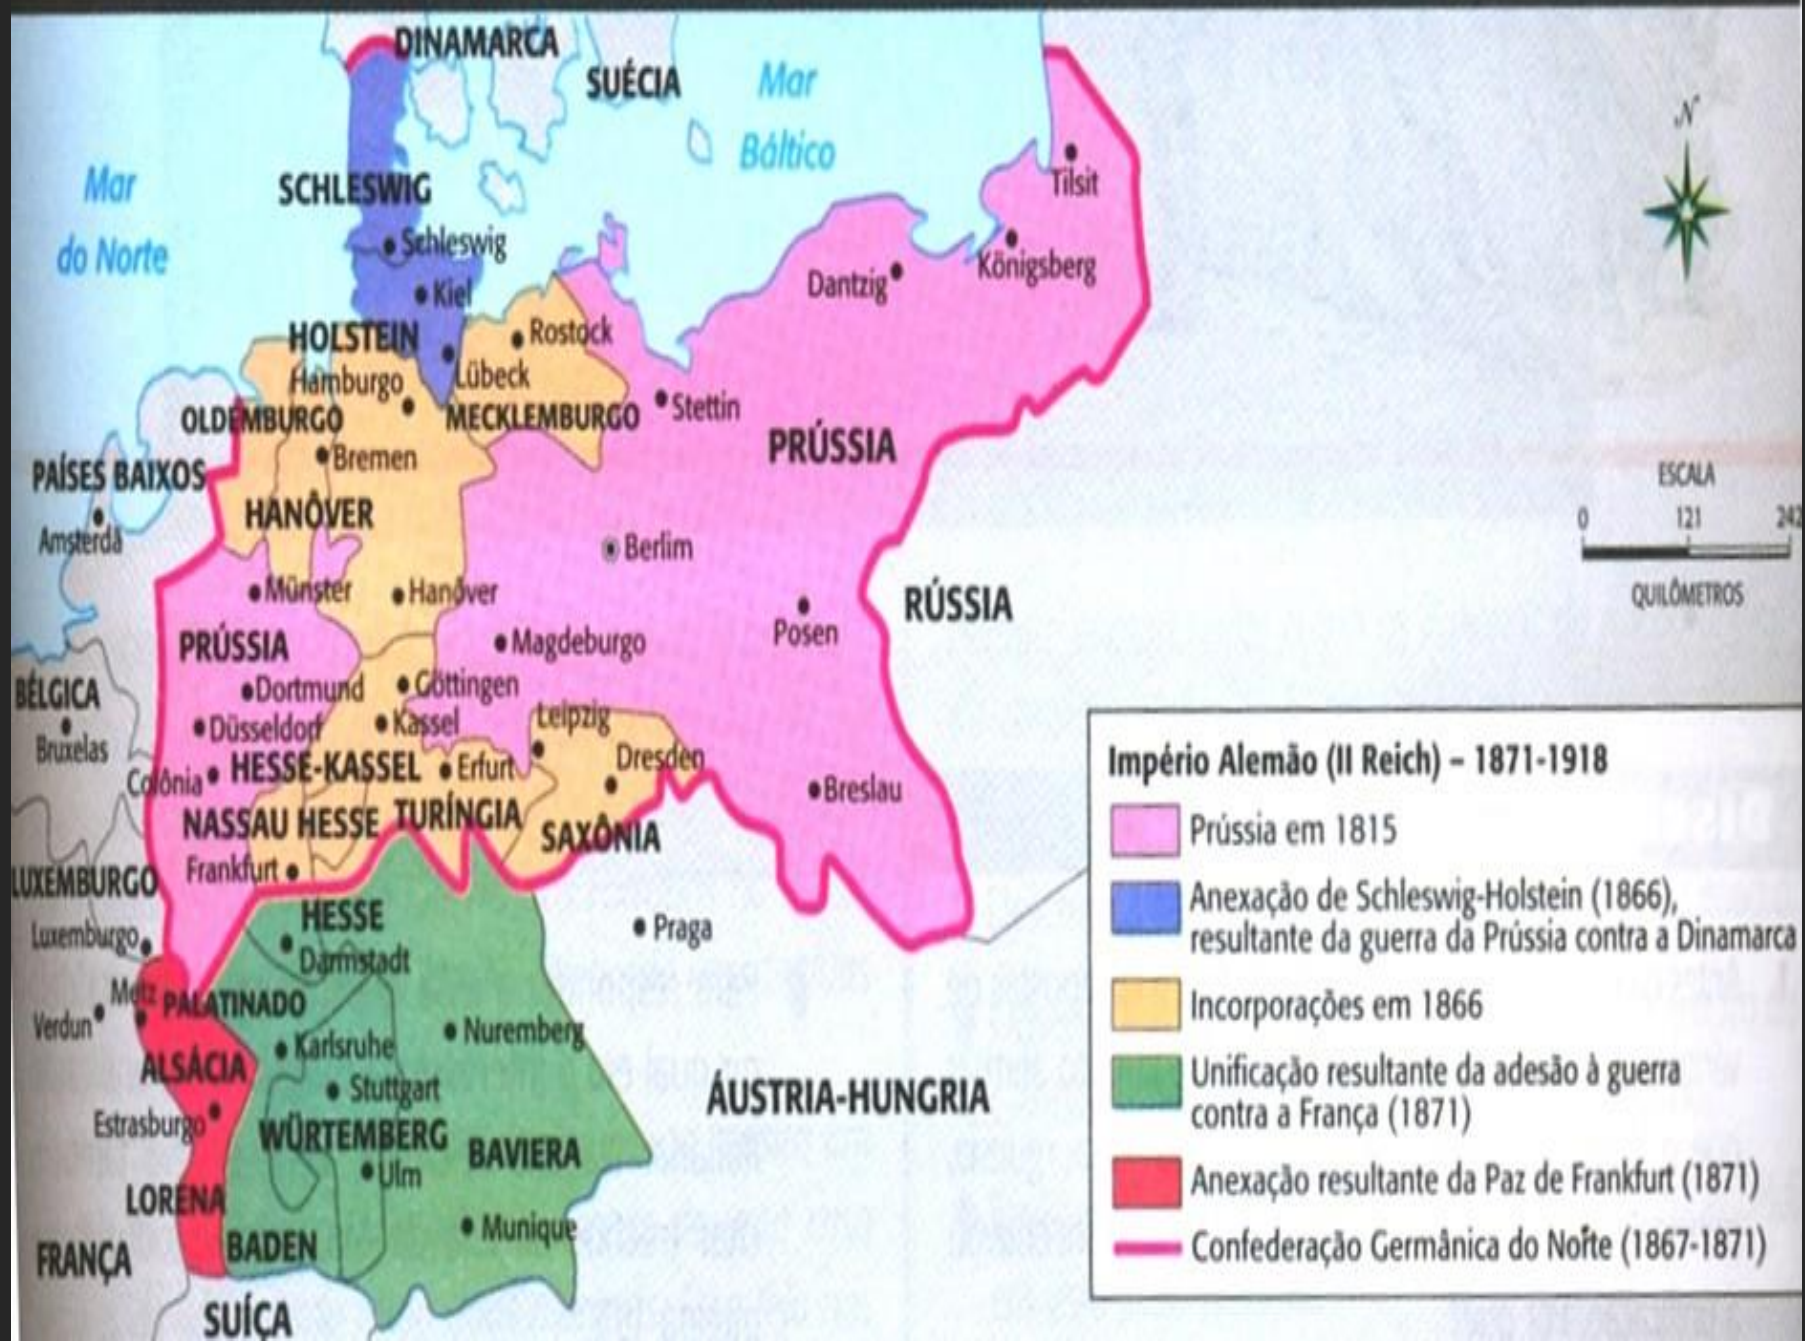 DINAMARCA
SUÉCIA
Mar
Báltico
Mar
do Norte
N
SCHLESWIG
Tilsit
Schleswig
Königsberg
Dantzig
Kiel
HOLSTEIN
Rostock
Hamburgo
Lübeck
OLDEMBURGO
MECKLEMBURGO
Stettin
PRÚSSIA
Bremen
PAÍSES BAIXOS
HANÔVER
Amsterdã
Berlim
ESCALA
0 121 242
QUILÔMETROS
Münster
Hanôver
RÚSSIA
Posen
PRÚSSIA
Magdeburgo
BÉLGICA
Dortmund
Göttingen
Bruxelas
Düsseldorf
Kassel
Leipzig
Dresden
Colônia
HESSE-KASSEL
Erfurt
Breslau
NASSAU HESSE
TURÍNGIA
SAXÔNIA
Frankfurt
LUXEMBURGO
HESSE
Luxemburgo
Praga
Darmstadt
Metz
PALATINADO
Verdun
Nuremberg
Karlsruhe
ALSÁCIA
Stuttgart
ÁUSTRIA-HUNGRIA
Estrasburgo
WÜRTEMBERG
BAVIERA
Ulm
LORENA
Munique
FRANÇA
BADEN
SUÍÇA
Império Alemão (II Reich) – 1871-1918
Prússia em 1815
Anexação de Schleswig-Holstein (1866),
resultante da guerra da Prússia contra a Dinamarca
Incorporações em 1866
Unificação resultante da adesão à guerra
contra a França (1871)
Anexação resultante da Paz de Frankfurt (1871)
Confederação Germânica do Norte (1867-1871)